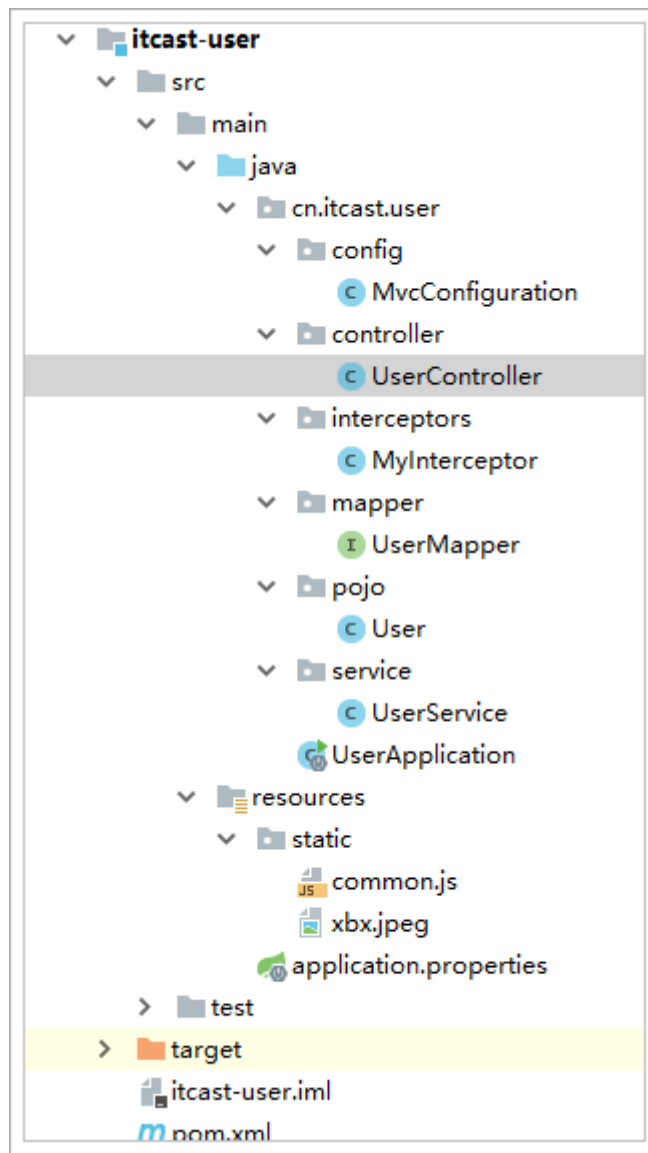 itcast-user
src
main
java
cn.itcast.user
config
C MvcConfiguration
controller
C UserController
interceptors
C MyInterceptor
mapper
I UserMapper
pojo
C User
service
C UserService
UserApplication
resources
static
JS common.js
xbx.jpeg
application.properties
test
target
itcast-user.iml
m pom.xml